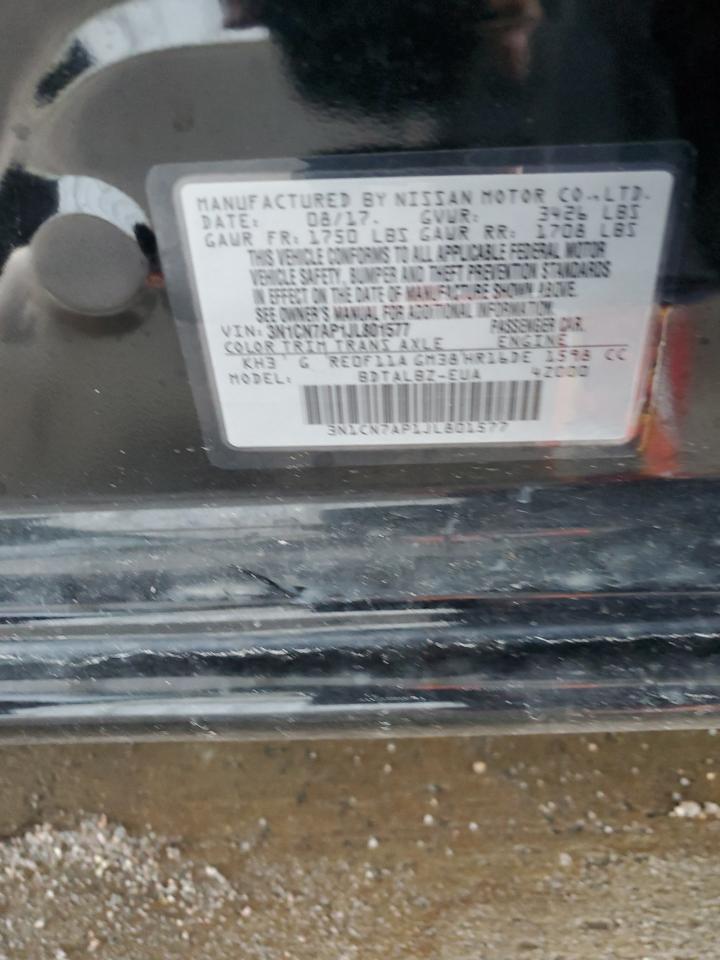 MANUFACTURED BY NISSAN MOTOR CO.,LTD.
DATE: 08/17. GVWR: 3426 LBS
GAWR FR: 1750 LBS GAWR RR: 1708 LBS
THIS VEHICLE CONFORMS TO ALL APPLICABLE FEDERAL MOTOR
VEHICLE SAFETY, BUMPER AND THEFT PREVENTION STANDARDS
IN EFFECT ON THE DATE OF MANUFACTURE SHOWN ABOVE.
SEE OWNER'S MANUAL FOR ADDITIONAL INFORMATION.
VIN: 3N1CN7AP1JL801577 PASSENGER CAR.
COLOR TRIM TRANS AXLE ENGINE
KH3 G RE0F11A GM38 HR16DE 1598 CC
MODEL: BDTALBZ-EUA 42000
3N1CN7AP1JL801577